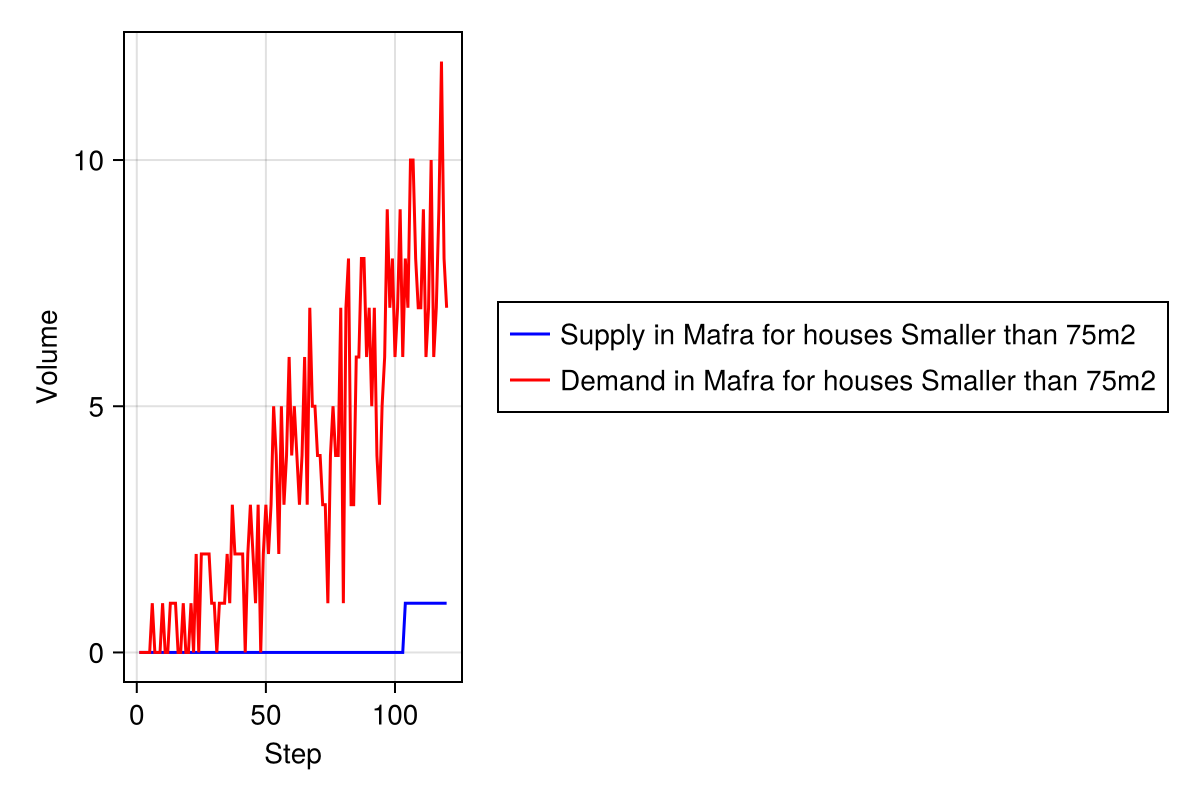 10
5
0
Volume
0 50 100
Step
Supply in Mafra for houses Smaller than 75m2
Demand in Mafra for houses Smaller than 75m2